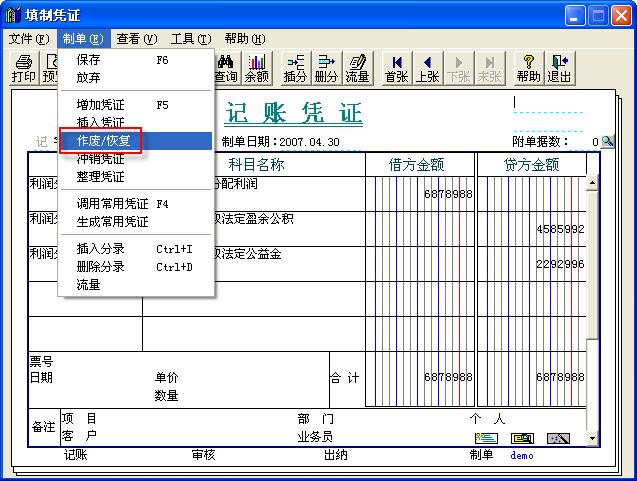 填制凭证
文件(F) 制单(E) 查看(V) 工具(T) 帮助(H)
打印 查询 余额 插分 删分 流量 首张 上张 下张 末张 帮助 退出
保存 F6
放弃
增加凭证 F5
插入凭证
作废/恢复
冲销凭证
整理凭证
调用常用凭证 F4
生成常用凭证
插入分录 Ctrl+I
删除分录 Ctrl+D
流量
记账凭证
记 制单日期:2007.04.30 附单据数: 0
科目名称 借方金额 贷方金额
利润 分配利润 6878988
利润 取法定盈余公积 4585992
利润 取法定公益金 2292996
票号
日期 单价 合计 6878988 6878988
数量
备注 项 目 部 门 个 人
客 户 业务员
记账 审核 出纳 制单 demo